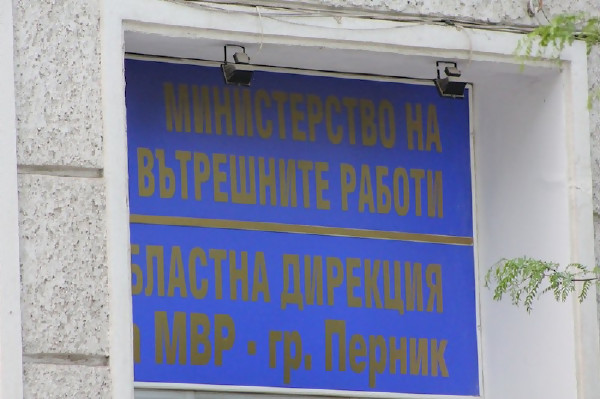 МИНИСТЕРСТВО НА
ВЪТРЕШНИТЕ РАБОТИ
БЛАСТНА ДИРЕКЦИЯ
МВР - гр. Перник